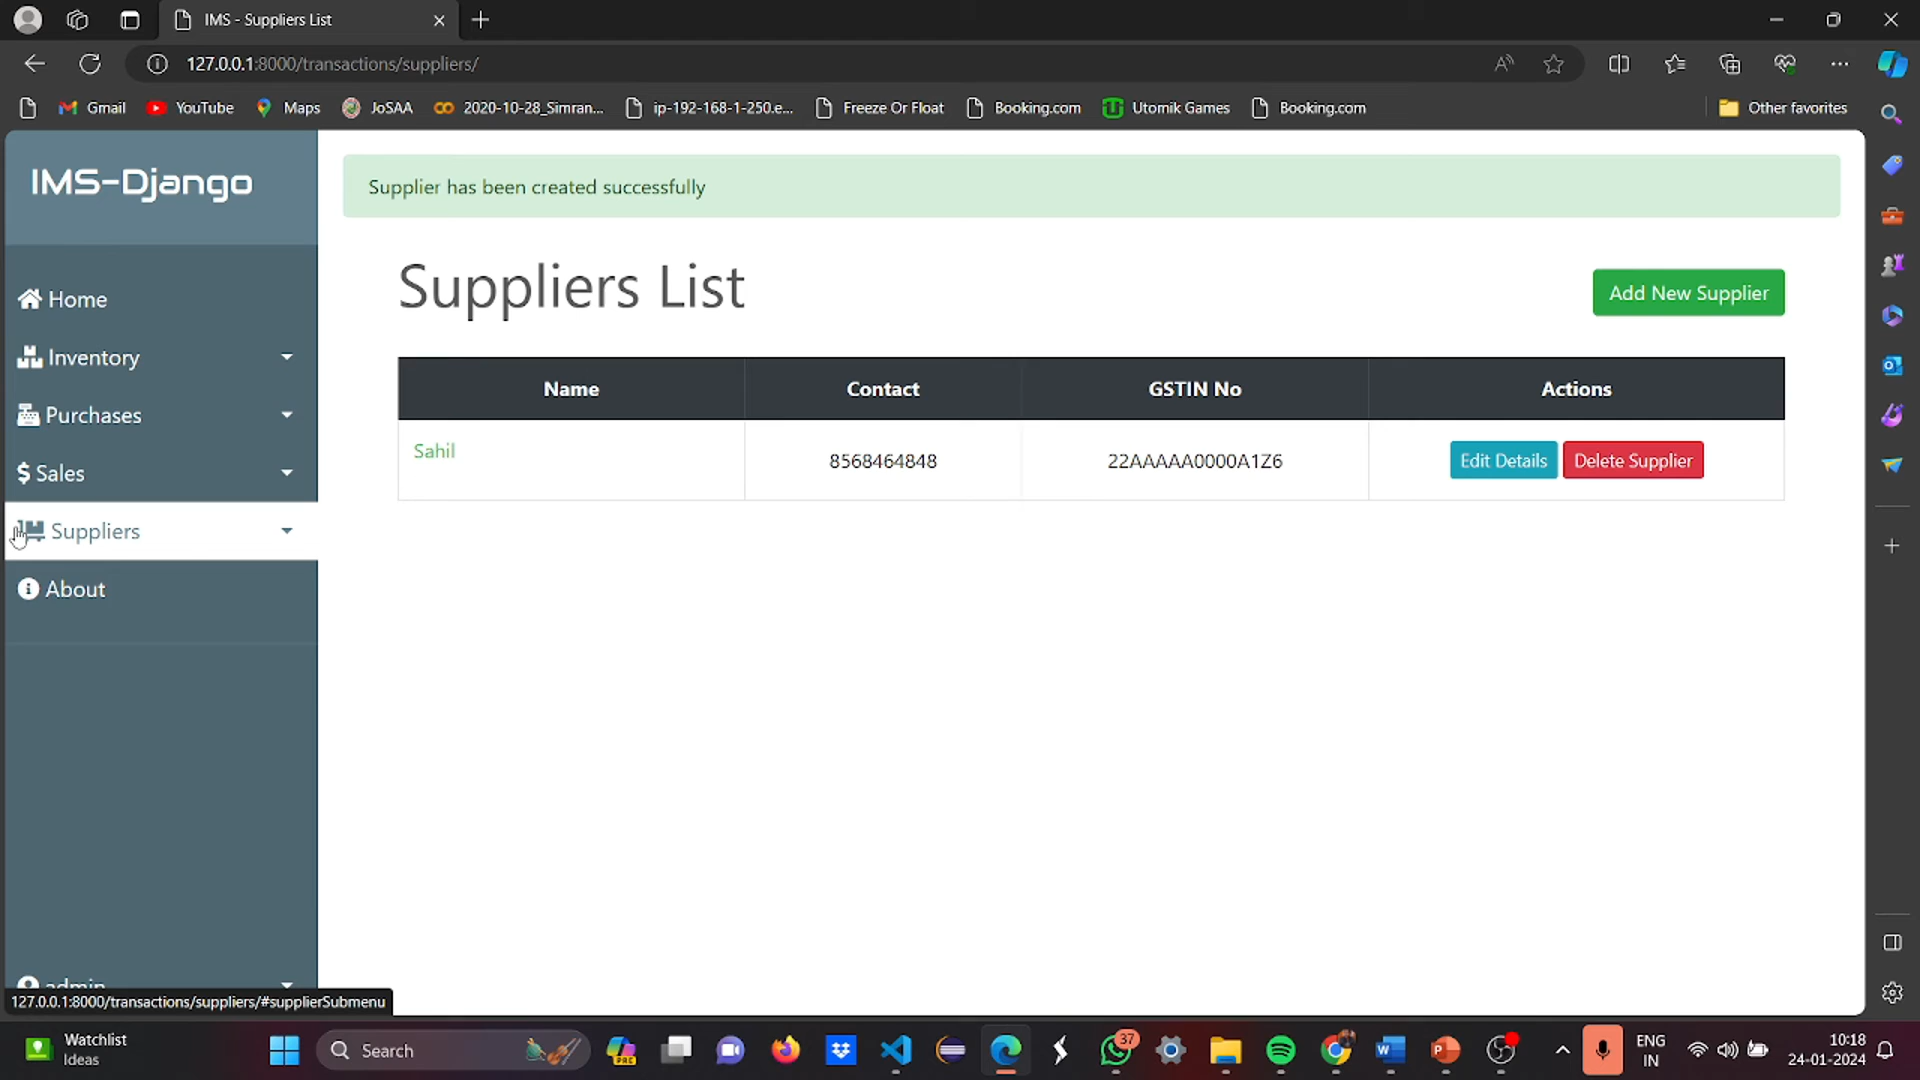 IMS - Suppliers List
127.0.0.1:8000/transactions/suppliers/
Gmail
YouTube
Maps
JoSAA
2020-10-28_Simran...
ip-192-168-1-250.e...
Freeze Or Float
Booking.com
Utomik Games
Booking.com
Other favorites
IMS-Django
Home
Inventory
Purchases
$ Sales
Suppliers
About
admin
Supplier has been created successfully
Suppliers List
Add New Supplier
Name Contact GSTIN No Actions
Sahil 8568464848 22AAAAA0000A1Z6 Edit Details Delete Supplier
127.0.0.1:8000/transactions/suppliers/#supplierSubmenu
Watchlist
Ideas
Search
PRE
37
ENG
IN
10:18
24-01-2024